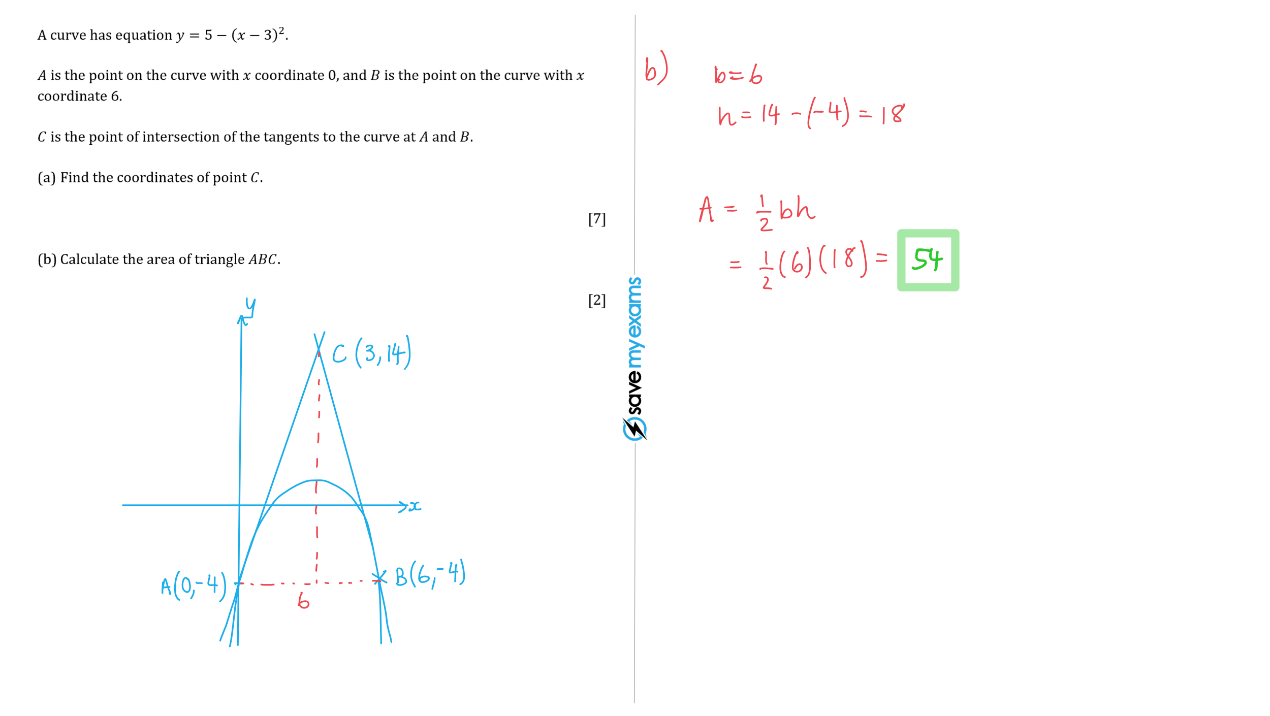 A curve has equation y = 5 − (x − 3)².
A is the point on the curve with x coordinate 0, and B is the point on the curve with x
coordinate 6.
C is the point of intersection of the tangents to the curve at A and B.
(a) Find the coordinates of point C.
[7]
(b) Calculate the area of triangle ABC.
[2]
y
C (3,14)
x
A(0,-4)
B(6,-4)
6
save my exams
b)
b=6
h = 14 - (-4) = 18
A = 1/2 bh
= 1/2 (6)(18) = 54